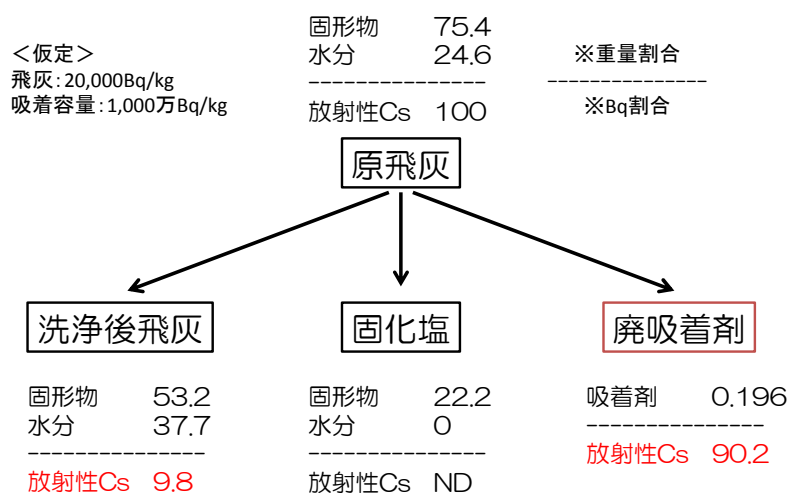 ＜仮定＞
飛灰：20,000Bq/kg
吸着容量：1,000万Bq/kg
固形物 75.4
水分 24.6
----------------
放射性Cs 100
※重量割合
----------------
※Bq割合
原飛灰
洗浄後飛灰
固形物 53.2
水分 37.7
----------------
放射性Cs 9.8
固化塩
固形物 22.2
水分 0
----------------
放射性Cs ND
廃吸着剤
吸着剤 0.196
----------------
放射性Cs 90.2